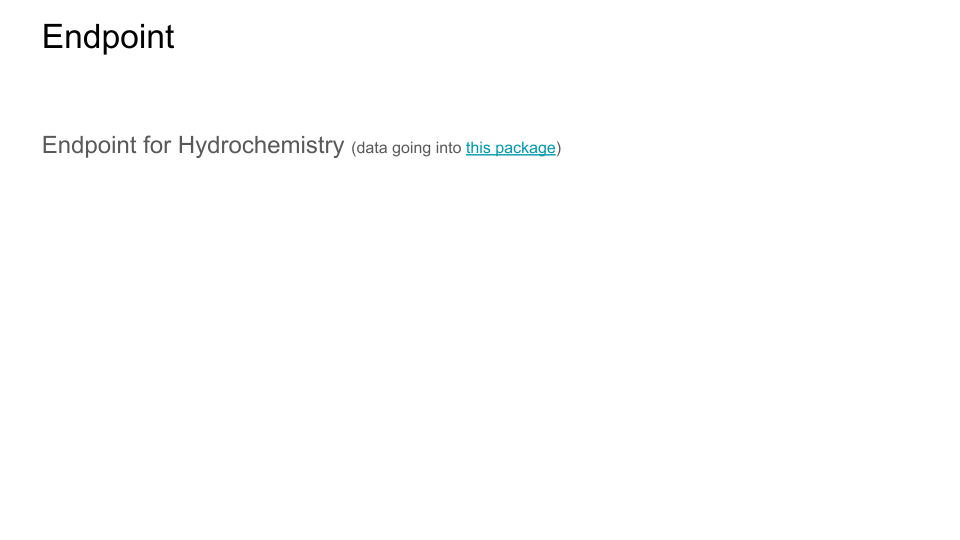 Endpoint
Endpoint for Hydrochemistry (data going into this package)